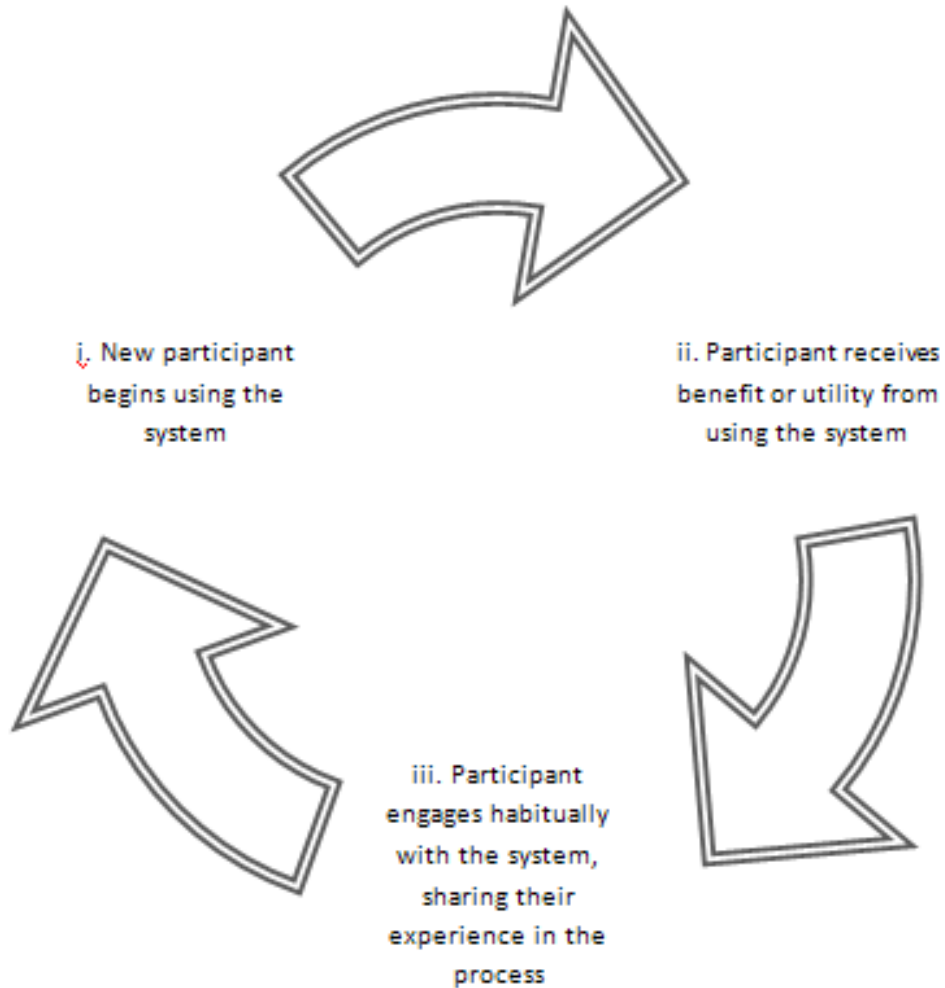 i. New participant
begins using the
system
ii. Participant receives
benefit or utility from
using the system
iii. Participant
engages habitually
with the system,
sharing their
experience in the
process